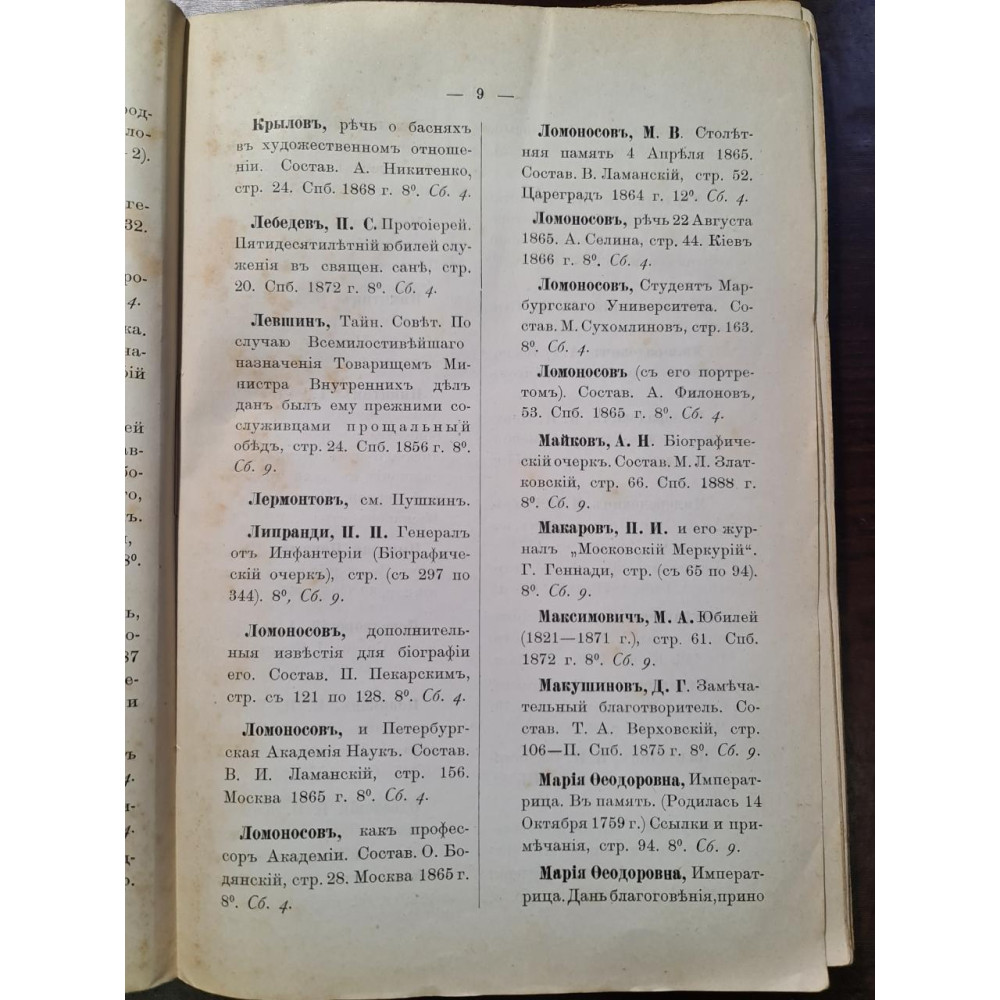 — 9 —
Крыловъ, рѣчь о басняхъ
въ художественномъ отноше-
ніи. Состав. А. Никитенко,
стр. 24. Спб. 1868 г. 8⁰. Сб. 4.
Лебедевъ, П. С. Протоіерей.
Пятидесятилѣтній юбилей слу-
женія въ священ. санѣ, стр.
20. Спб. 1872 г. 8⁰. Сб. 4.
Левшинъ, Тайн. Совѣт. По
случаю Всемилостивѣйшаго
назначенія Товарищемъ Ми-
нистра Внутреннихъ дѣлъ
данъ былъ ему прежними со-
служивцами прощальный
обѣдъ, стр. 24. Спб. 1856 г. 8⁰.
Сб. 9.
Лермонтовъ, см. Пушкинъ.
Липранди, П. П. Генералъ
отъ Инфантеріи (Біографиче-
скій очеркъ), стр. (съ 297 по
344). 8⁰, Сб. 9.
Ломоносовъ, дополнитель-
ныя извѣстія для біографіи
его. Состав. П. Пекарскимъ,
стр. съ 121 по 128. 8⁰. Сб. 4.
Ломоносовъ, и Петербург-
ская Академія Наукъ. Состав.
В. И. Ламанскій, стр. 156.
Москва 1865 г. 8⁰. Сб. 4.
Ломоносовъ, какъ профес-
соръ Академіи. Состав. О. Бо-
дянскій, стр. 28. Москва 1865 г.
8⁰. Сб. 4.
Ломоносовъ, М. В. Столѣт-
няя память 4 Апрѣля 1865.
Состав. В. Ламанскій, стр. 52.
Цареградъ 1864 г. 12⁰. Сб. 4.
Ломоносовъ, рѣчь 22 Августа
1865. А. Селина, стр. 44. Кіевъ
1866 г. 8⁰. Сб. 4.
Ломоносовъ, Студентъ Мар-
бургскаго Университета. Со-
став. М. Сухомлиновъ, стр. 163.
8⁰. Сб. 4.
Ломоносовъ (съ его портре-
томъ). Состав. А. Филоновъ,
53. Спб. 1865 г. 8⁰. Сб. 4.
Майковъ, А. Н. Біографиче-
скій очеркъ. Состав. М. Л. Злат-
ковскій, стр. 66. Спб. 1888 г.
8⁰. Сб. 9.
Макаровъ, П. И. и его жур-
налъ „Московскій Меркурій“.
Г. Геннади, стр. (съ 65 по 94).
8⁰. Сб. 9.
Максимовичъ, М. А. Юбилей
(1821—1871 г.), стр. 61. Спб.
1872 г. 8⁰. Сб. 9.
Макушиновъ, Д. Г. Замѣча-
тельный благотворитель. Со-
став. Т. А. Верховскій, стр.
106—П. Спб. 1875 г. 8⁰. Сб. 9.
Марія Ѳеодоровна, Императ-
рица. Въ память. (Родилась 14
Октября 1759 г.) Ссылки и при-
мѣчанія, стр. 94. 8⁰. Сб. 9.
Марія Ѳеодоровна, Императ-
рица. Дань благоговѣнія, прино